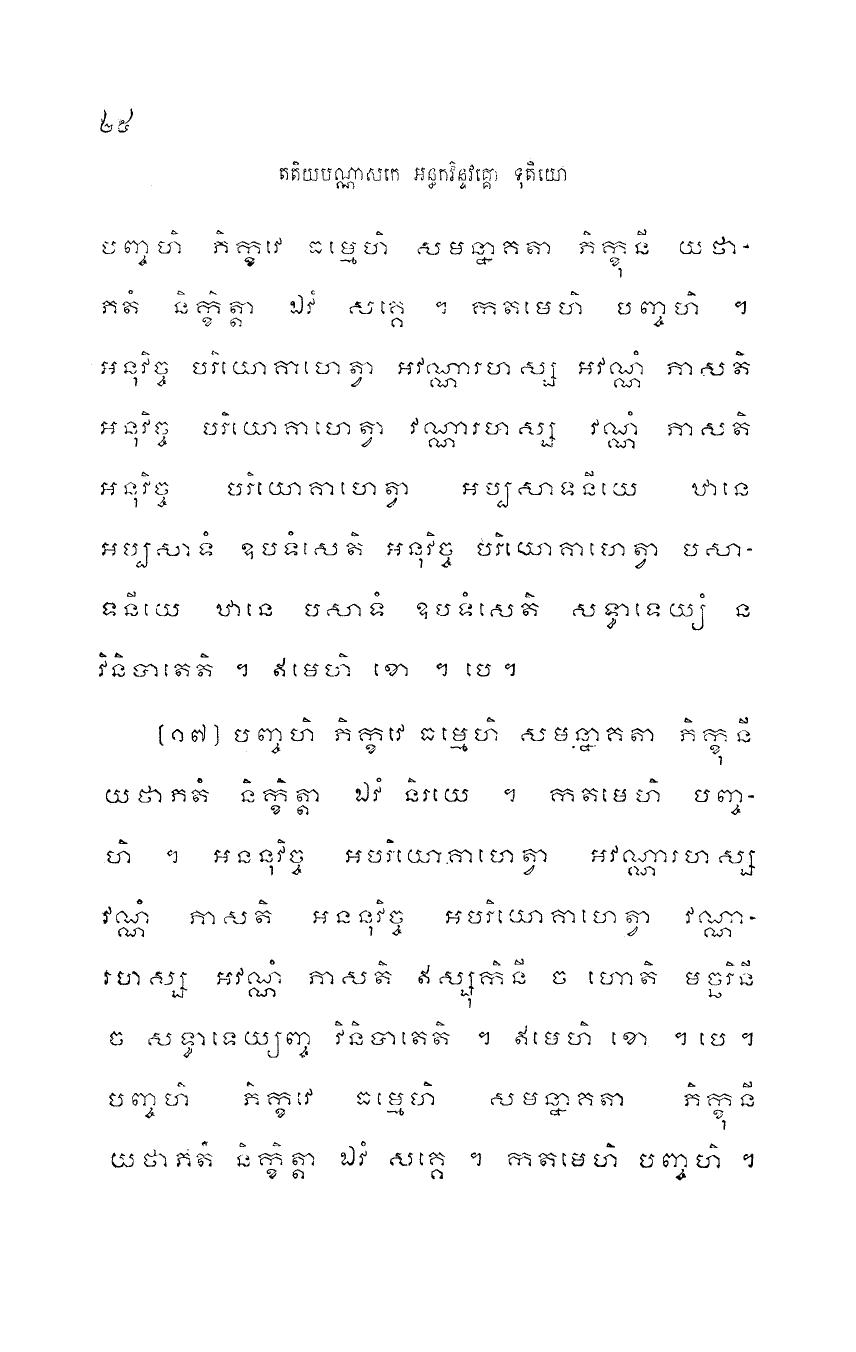 ២៥
តតិយបណ្ណាសកេ អន្ធកវិន្ទវគ្គោ ទុតិយោ
បញ្ចហិ ភិក្ខវេ ធម្មេហិ សមន្នាគតា ភិក្ខុនី យថា-
ភតំ និក្ខិត្តា ឯវំ សគ្គេ ។ កតមេហិ បញ្ចហិ ។
អនុវិច្ច បរិយោគាហេត្វា អវណ្ណារហស្ស អវណ្ណំ ភាសតិ
អនុវិច្ច បរិយោគាហេត្វា វណ្ណារហស្ស វណ្ណំ ភាសតិ
អនុវិច្ច បរិយោគាហេត្វា អប្បសាទនីយេ ឋានេ
អប្បសាទំ ឧបទំសេតិ អនុវិច្ច បរិយោគាហេត្វា បសា-
ទនីយេ ឋានេ បសាទំ ឧបទំសេតិ សទ្ធាទេយ្យំ ន
វិនិបាតេតិ ។ ឥមេហិ ខោ ។ បេ ។
(១៧) បញ្ចហិ ភិក្ខវេ ធម្មេហិ សមន្នាគតា ភិក្ខុនី
យថាភតំ និក្ខិត្តា ឯវំ និរយេ ។ កតមេហិ បញ្ច-
ហិ ។ អននុវិច្ច អបរិយោគាហេត្វា អវណ្ណារហស្ស
វណ្ណំ ភាសតិ អននុវិច្ច អបរិយោគាហេត្វា វណ្ណា-
រហស្ស អវណ្ណំ ភាសតិ ឥស្សុកិនី ច ហោតិ មច្ឆរិនី
ច សទ្ធាទេយ្យញ្ច វិនិបាតេតិ ។ ឥមេហិ ខោ ។ បេ ។
បញ្ចហិ ភិក្ខវេ ធម្មេហិ សមន្នាគតា ភិក្ខុនី
យថាភតំ និក្ខិត្តា ឯវំ សគ្គេ ។ កតមេហិ បញ្ចហិ ។